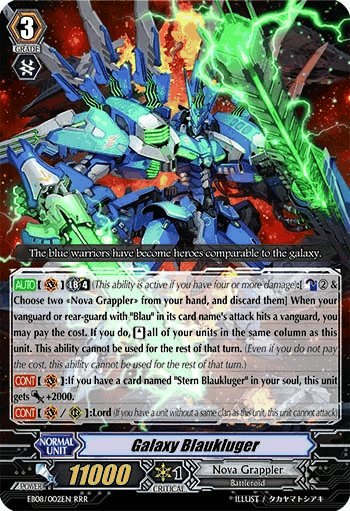 3
GRADE
The blue warriors have become heroes comparable to the galaxy.
AUTO 1 LB 4 (This ability is active if you have four or more damage):[ 2 &
Choose two «Nova Grappler» from your hand, and discard them] When your
vanguard or rear-guard with "Blau" in its card name's attack hits a vanguard, you
may pay the cost. If you do, all of your units in the same column as
this unit. This ability cannot be used for the rest of that turn. (Even if you do not pay
the cost, this ability cannot be used for the rest of that turn.)
CONT :If you have a card named "Stern Blaukluger" in your soul, this unit
gets +2000.
CONT / :Lord (If you have a unit without a same clan as this unit, this unit cannot attack)
NORMAL UNIT
Galaxy Blaukluger
POWER 11000 1 CRITICAL
Nova Grappler
Battleroid
EB08/002EN RRR
ILLUST / タカヤマトシアキ